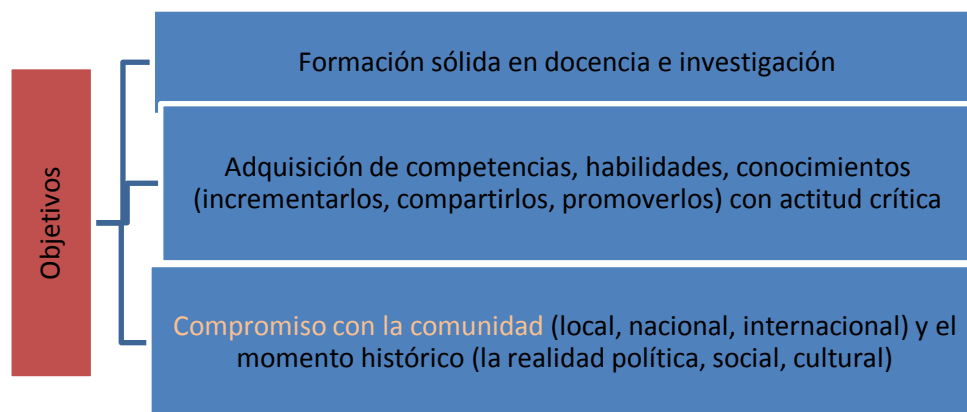 Objetivos
Formación sólida en docencia e investigación
Adquisición de competencias, habilidades, conocimientos
(incrementarlos, compartirlos, promoverlos) con actitud crítica
Compromiso con la comunidad (local, nacional, internacional) y el
momento histórico (la realidad política, social, cultural)